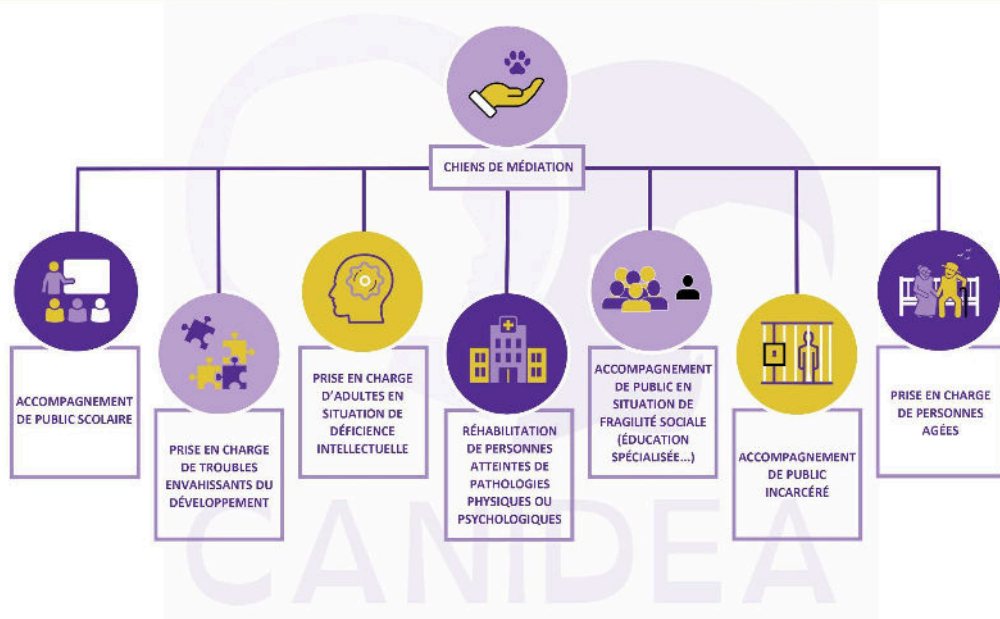 CHIENS DE MÉDIATION
ACCOMPAGNEMENT
DE PUBLIC SCOLAIRE
PRISE EN CHARGE
DE TROUBLES
ENVAHISSANTS DU
DÉVELOPPEMENT
PRISE EN CHARGE
D'ADULTES EN
SITUATION DE
DÉFICIENCE
INTELLECTUELLE
RÉHABILITATION
DE PERSONNES
ATTEINTES DE
PATHOLOGIES
PHYSIQUES OU
PSYCHOLOGIQUES
ACCOMPAGNEMENT
DE PUBLIC EN
SITUATION DE
FRAGILITÉ SOCIALE
(ÉDUCATION
SPÉCIALISÉE...)
ACCOMPAGNEMENT
DE PUBLIC
INCARCÉRÉ
PRISE EN CHARGE
DE PERSONNES
AGÉES
CANIDEA